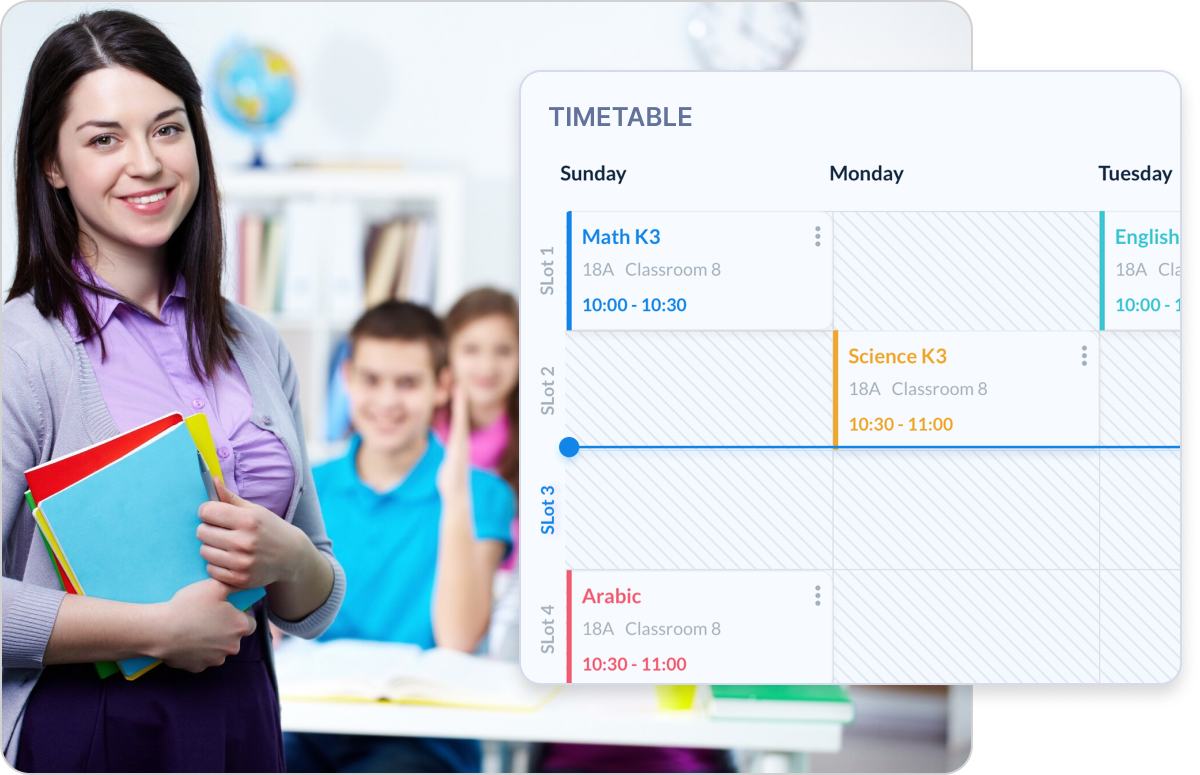 TIMETABLE
Sunday Monday Tuesday
SLot 1
Math K3
18A Classroom 8
10:00 - 10:30
English
18A
10:00 -
SLot 2
Science K3
18A Classroom 8
10:30 - 11:00
SLot 3
SLot 4
Arabic
18A Classroom 8
10:30 - 11:00